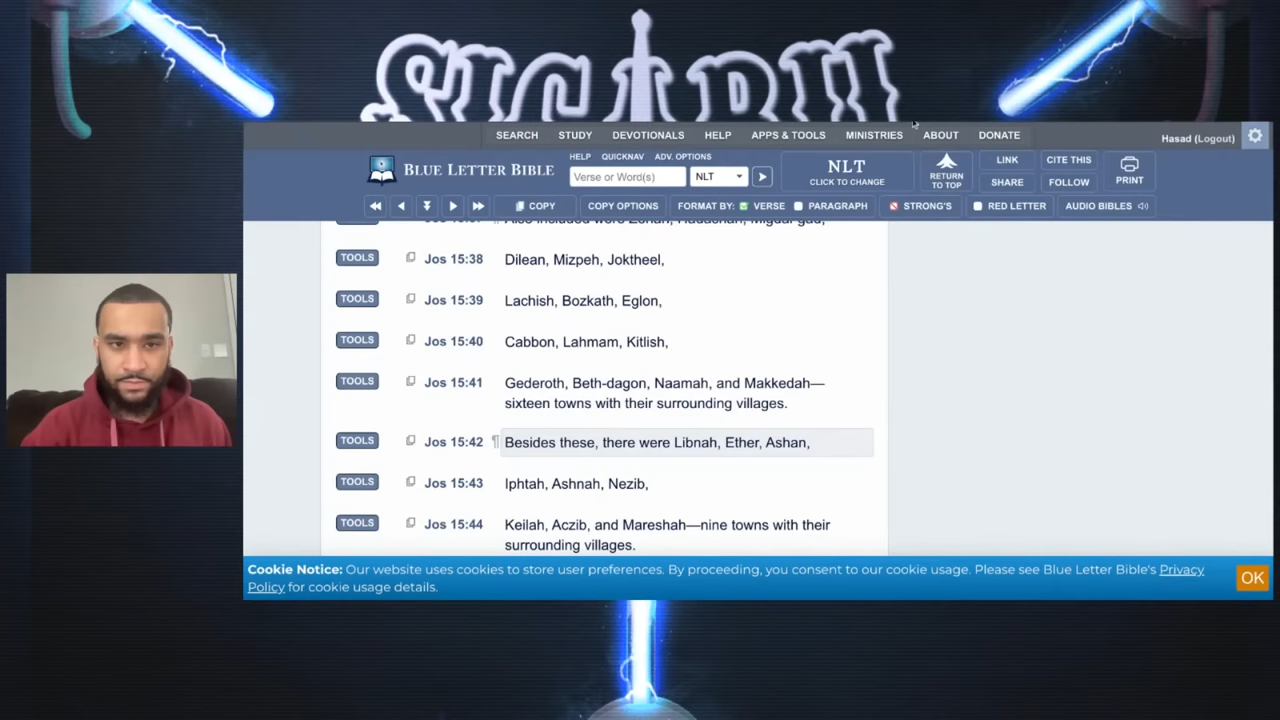 SICARII
SEARCH STUDY DEVOTIONALS HELP APPS & TOOLS MINISTRIES ABOUT DONATE
Hasad (Logout)
BLUE LETTER BIBLE
HELP QUICKNAV ADV. OPTIONS
Verse or Word(s) NLT
NLT
CLICK TO CHANGE
RETURN
TO TOP
LINK CITE THIS
SHARE FOLLOW
PRINT
COPY COPY OPTIONS FORMAT BY: VERSE PARAGRAPH STRONG'S RED LETTER AUDIO BIBLES
TOOLS Jos 15:38 Dilean, Mizpeh, Joktheel,
TOOLS Jos 15:39 Lachish, Bozkath, Eglon,
TOOLS Jos 15:40 Cabbon, Lahmam, Kitlish,
TOOLS Jos 15:41 Gederoth, Beth-dagon, Naamah, and Makkedah—
sixteen towns with their surrounding villages.
TOOLS Jos 15:42 ¶ Besides these, there were Libnah, Ether, Ashan,
TOOLS Jos 15:43 Iphtah, Ashnah, Nezib,
TOOLS Jos 15:44 Keilah, Aczib, and Mareshah—nine towns with their
surrounding villages.
Cookie Notice: Our website uses cookies to store user preferences. By proceeding, you consent to our cookie usage. Please see Blue Letter Bible's Privacy
Policy for cookie usage details.
OK